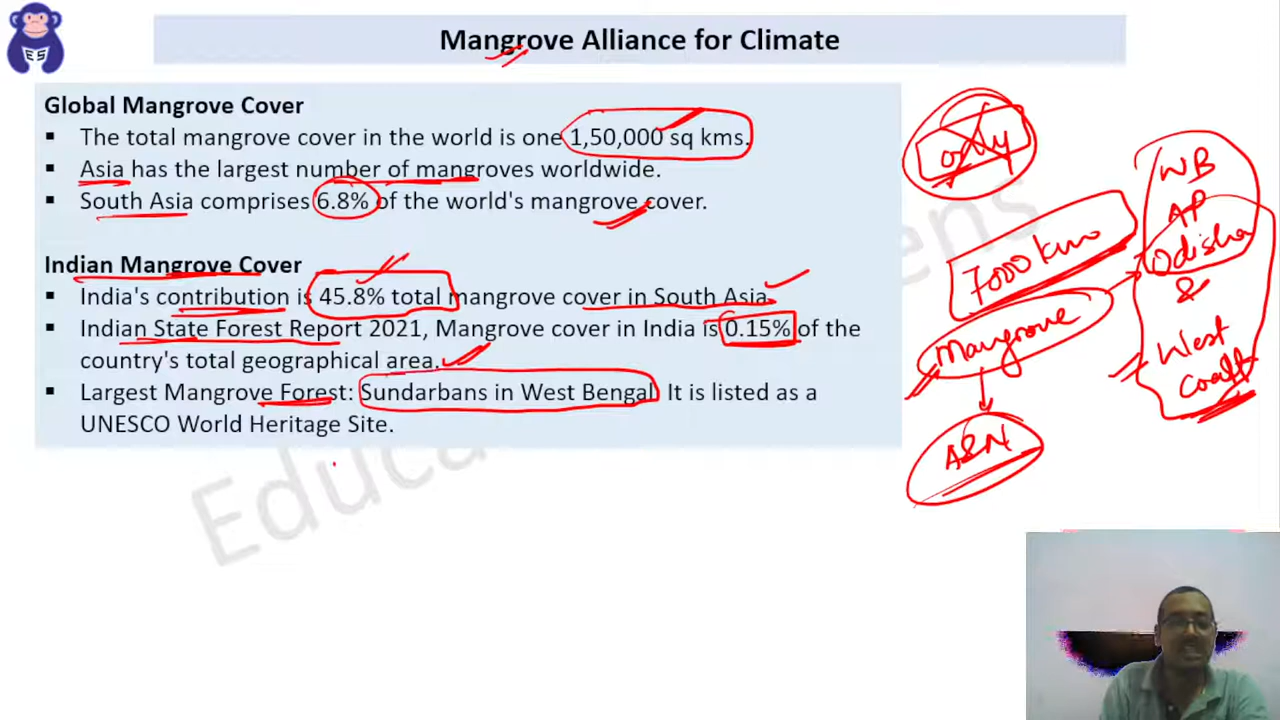 ES
Mangrove Alliance for Climate
Global Mangrove Cover
▪ The total mangrove cover in the world is one 1,50,000 sq kms.
▪ Asia has the largest number of mangroves worldwide.
▪ South Asia comprises 6.8% of the world's mangrove cover.
Indian Mangrove Cover
▪ India's contribution is 45.8% total mangrove cover in South Asia.
▪ Indian State Forest Report 2021, Mangrove cover in India is 0.15% of the
country's total geographical area.
▪ Largest Mangrove Forest: Sundarbans in West Bengal. It is listed as a
UNESCO World Heritage Site.
only
7000 kms
Mangrove
A&N
WB
AP
Odisha
&
West
Coast